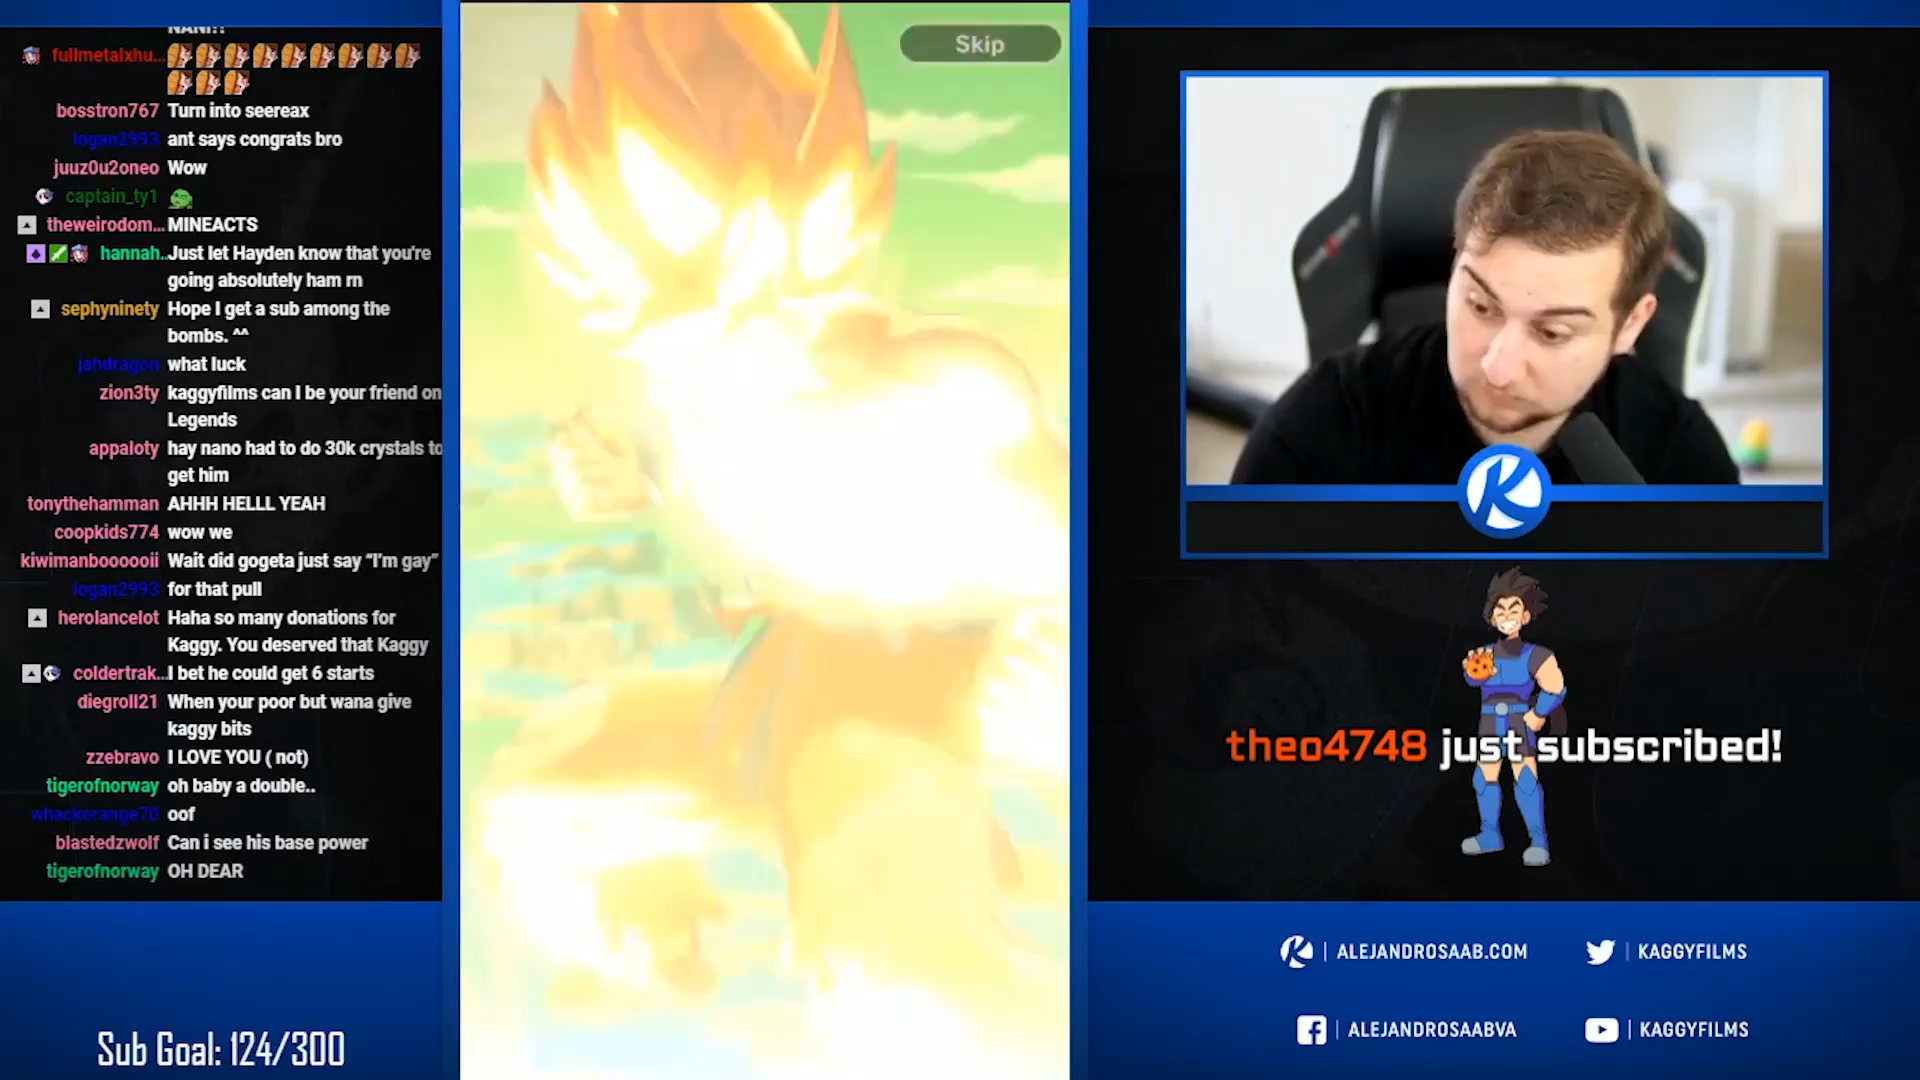 NANI!!
fullmetalxhu...
bosstron767 Turn into seereax
logan2993 ant says congrats bro
juuz0u2oneo Wow
captain_ty1
theweirodom... MINEACTS
hannah.. Just let Hayden know that you're
going absolutely ham rn
sephyninety Hope I get a sub among the
bombs. ^^
jahdragon what luck
zion3ty kaggyfilms can I be your friend on
Legends
appaloty hay nano had to do 30k crystals to
get him
tonythehamman AHHH HELLL YEAH
coopkids774 wow we
kiwimanboooooii Wait did gogeta just say “I'm gay”
logan2993 for that pull
herolancelot Haha so many donations for
Kaggy. You deserved that Kaggy
coldertrak... I bet he could get 6 starts
diegroll21 When your poor but wana give
kaggy bits
zzebravo I LOVE YOU ( not)
tigerofnorway oh baby a double..
whackorange70 oof
blastedzwolf Can i see his base power
tigerofnorway OH DEAR
Sub Goal: 124/300
Skip
K
theo4748 just subscribed!
K | ALEJANDROSAAB.COM
| KAGGYFILMS
f | ALEJANDROSAABVA
| KAGGYFILMS